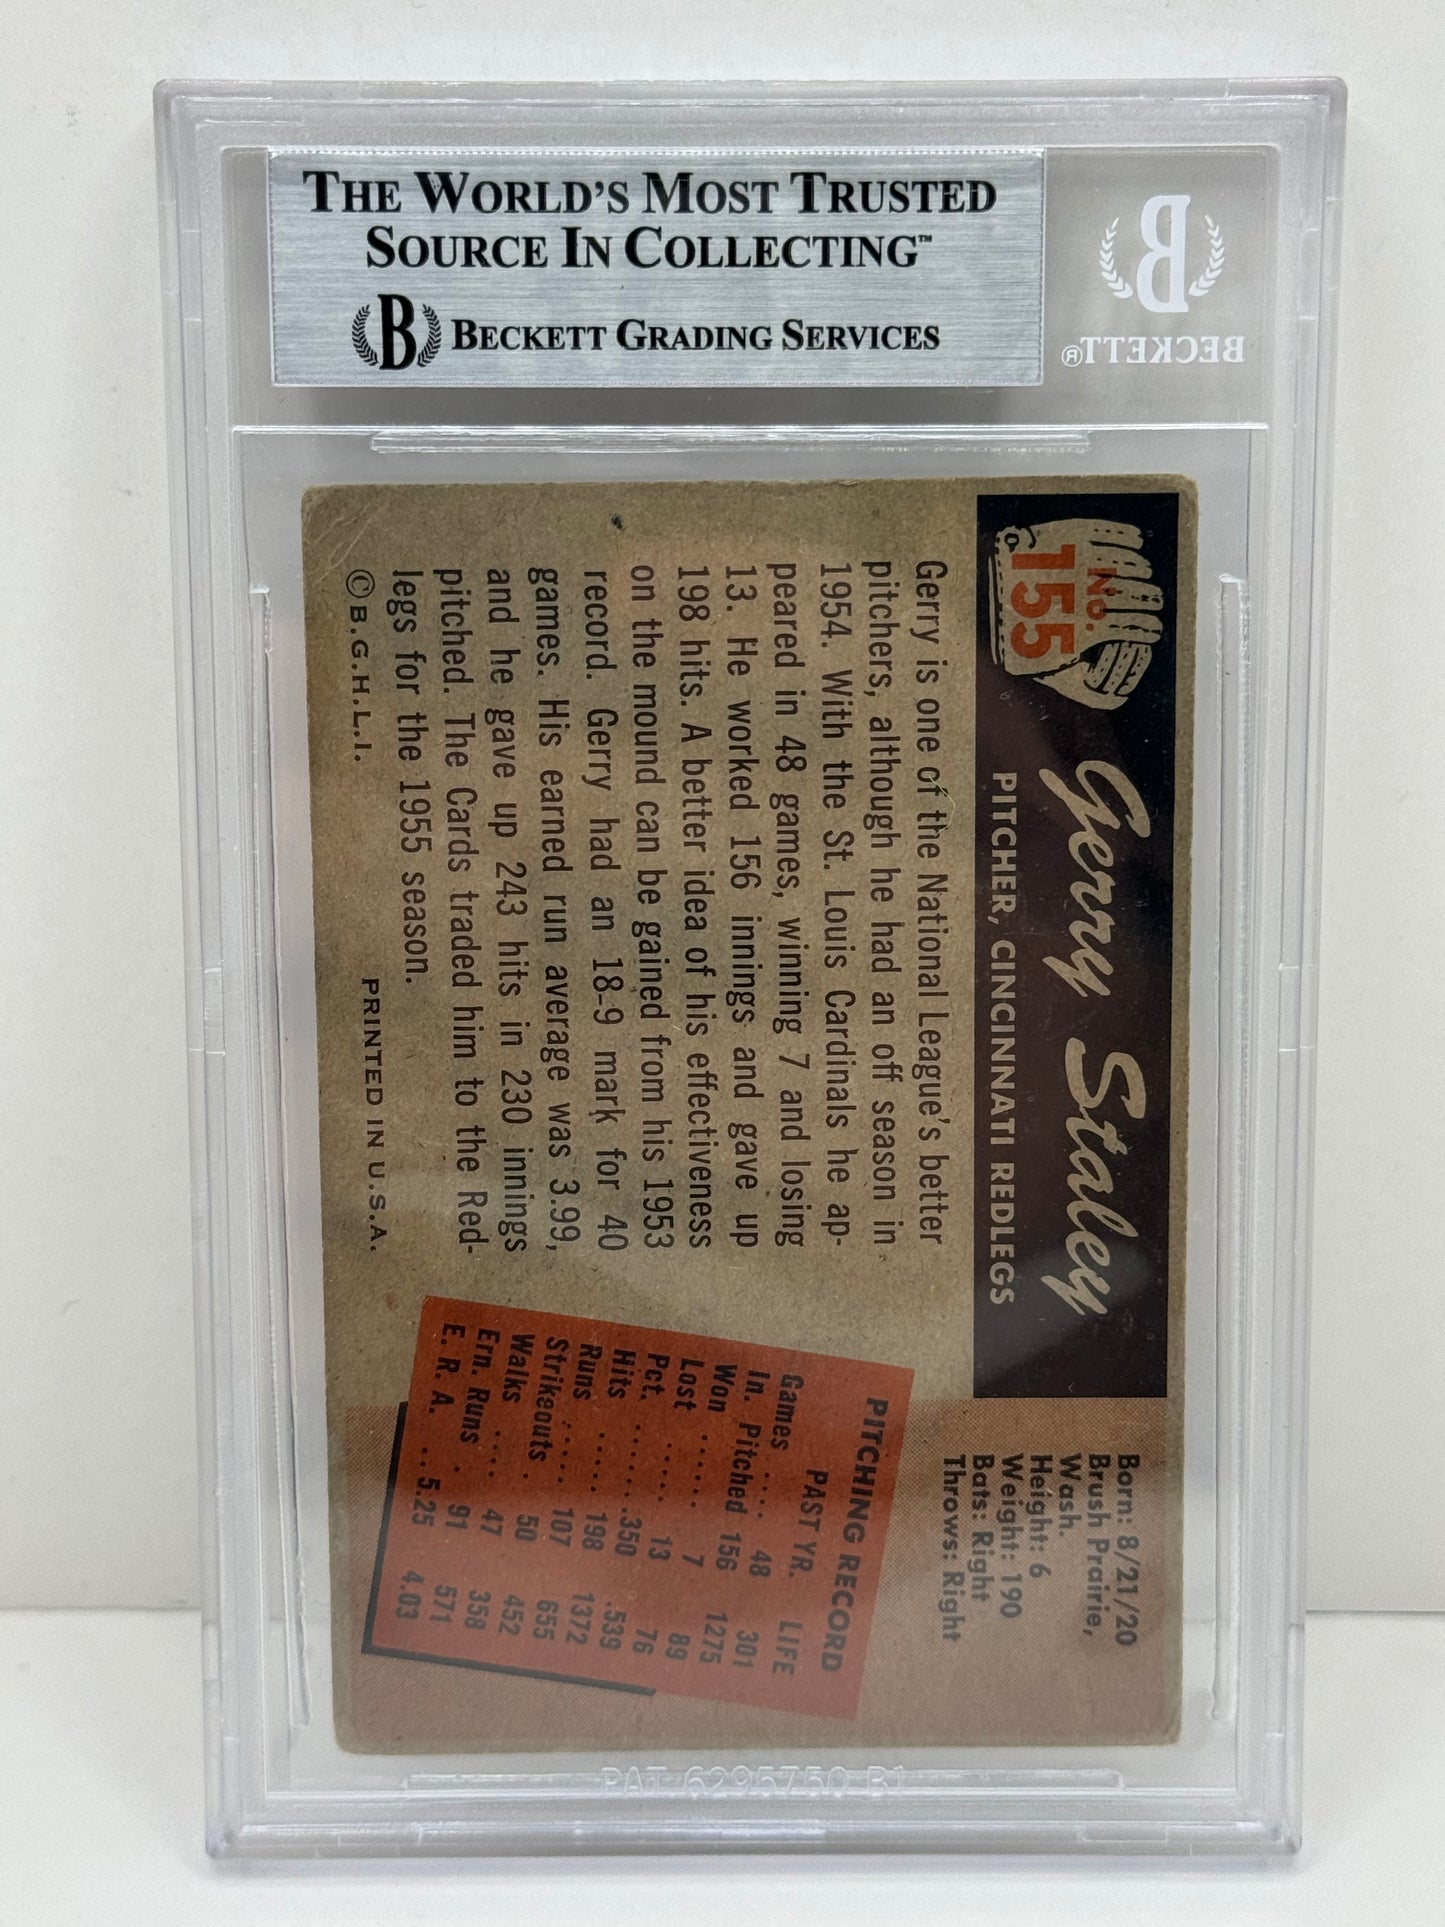 THE WORLD'S MOST TRUSTED
SOURCE IN COLLECTING™
B BECKETT GRADING SERVICES
B
BECKETT®
No.
155
Gerry Staley
PITCHER, CINCINNATI REDLEGS
Born: 8/21/20
Brush Prairie,
Wash.
Height: 6
Weight: 190
Bats: Right
Throws: Right
Gerry is one of the National League's better
pitchers, although he had an off season in
1954. With the St. Louis Cardinals he ap-
peared in 48 games, winning 7 and losing
13. He worked 156 innings and gave up
198 hits. A better idea of his effectiveness
on the mound can be gained from his 1953
record. Gerry had an 18-9 mark for 40
games. His earned run average was 3.99,
and he gave up 243 hits in 230 innings
pitched. The Cards traded him to the Red-
legs for the 1955 season.
© B.G.H.L.I. PRINTED IN U.S.A.
PITCHING RECORD
PAST YR. LIFE
Games .... 48 301
In. Pitched 156 1275
Won ...... 7 89
Lost ..... 13 76
Pct. ......350 .539
Hits ..... 198 1372
Runs ..... 107 655
Strikeouts . 50 452
Walks .... 47 358
Ern. Runs . 91 571
E. R. A. ..5.25 4.03
PAT 6295750 B1